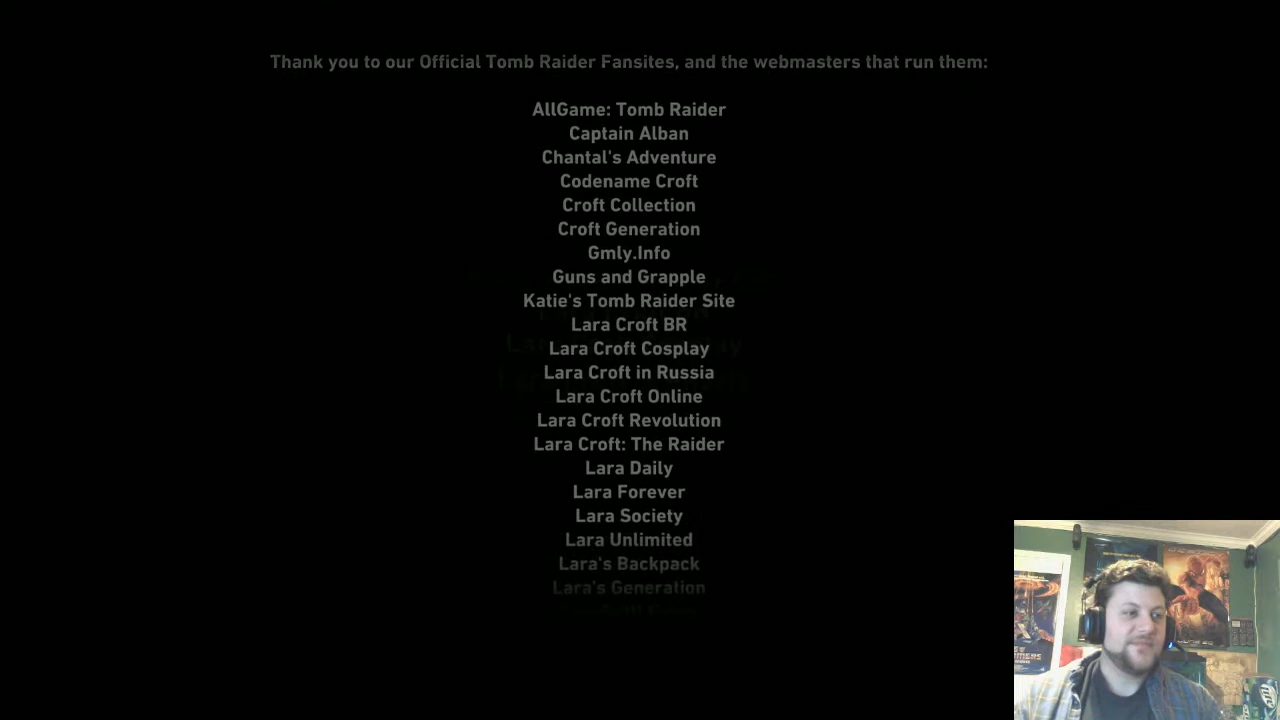 Thank you to our Official Tomb Raider Fansites, and the webmasters that run them:
AllGame: Tomb Raider
Captain Alban
Chantal's Adventure
Codename Croft
Croft Collection
Croft Generation
Gmly.Info
Guns and Grapple
Katie's Tomb Raider Site
Lara Croft BR
Lara Croft Cosplay
Lara Croft in Russia
Lara Croft Online
Lara Croft Revolution
Lara Croft: The Raider
Lara Daily
Lara Forever
Lara Society
Lara Unlimited
Lara's Backpack
Lara's Generation